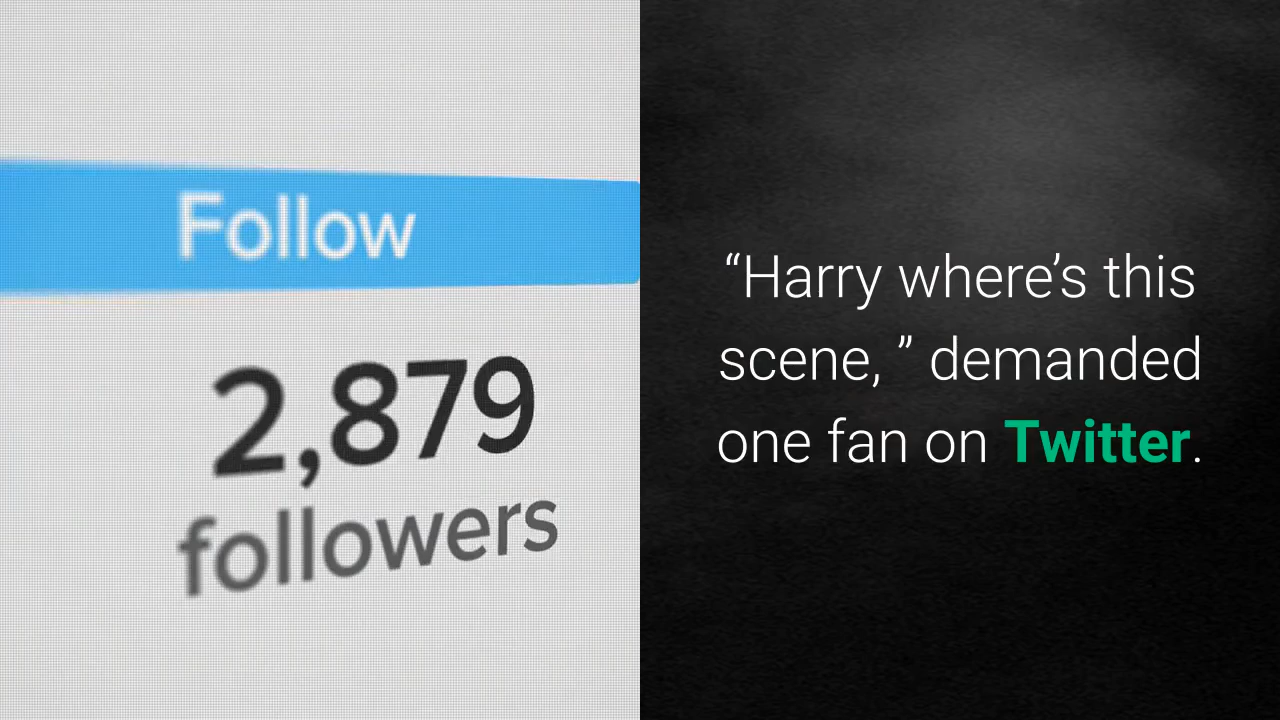 Follow
2,879
followers
“Harry where’s this
scene, ” demanded
one fan on Twitter.